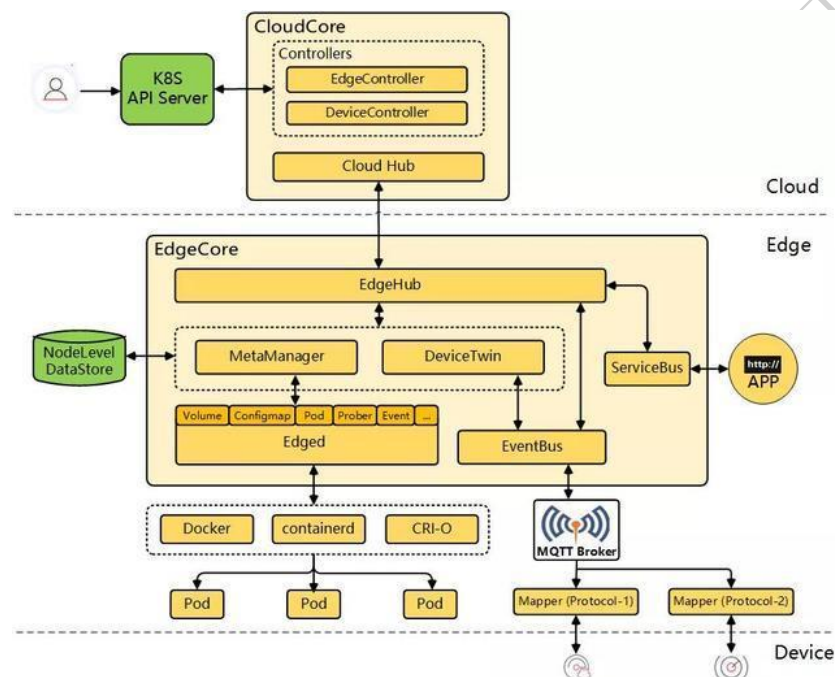 CloudCore
Controllers
EdgeController
DeviceController
K8S
API Server
Cloud Hub
Cloud
EdgeCore
Edge
EdgeHub
NodeLevel
DataStore
MetaManager
DeviceTwin
ServiceBus
http://
APP
Volume Configmap Pod Prober Event ...
Edged
EventBus
Docker
containerd
CRI-O
MQTT Broker
Pod
Pod
Pod
Mapper (Protocol-1)
Mapper (Protocol-2)
Device